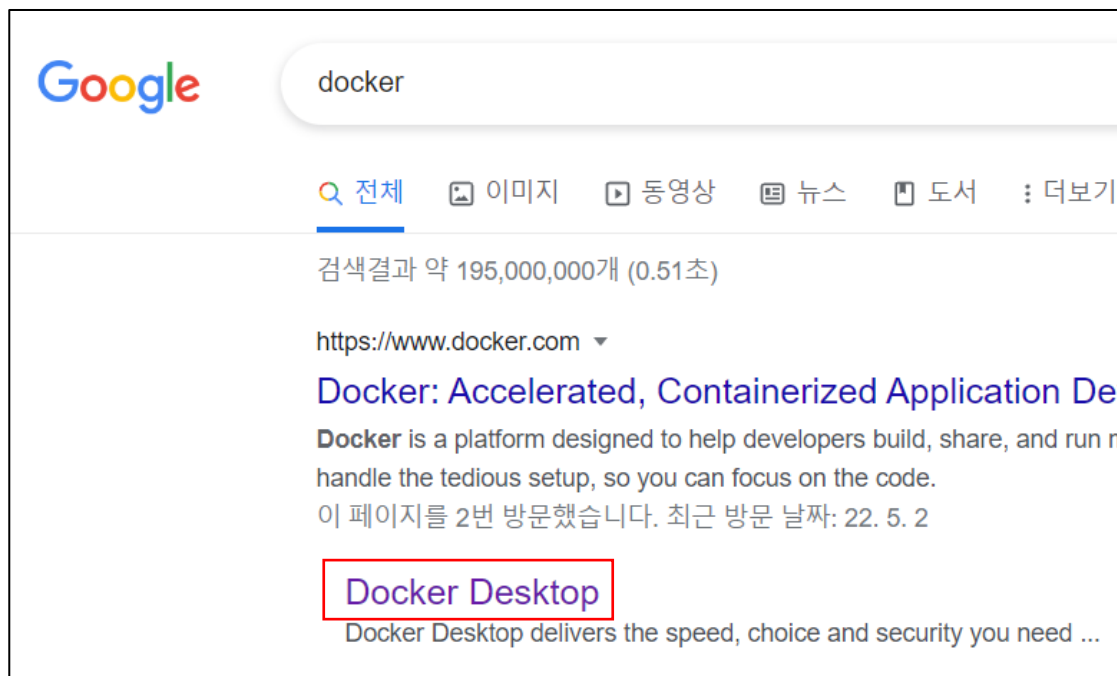 Google
docker
전체 이미지 동영상 뉴스 도서 더보기
검색결과 약 195,000,000개 (0.51초)
https://www.docker.com
Docker: Accelerated, Containerized Application De
Docker is a platform designed to help developers build, share, and run
handle the tedious setup, so you can focus on the code.
이 페이지를 2번 방문했습니다. 최근 방문 날짜: 22. 5. 2
Docker Desktop
Docker Desktop delivers the speed, choice and security you need ...